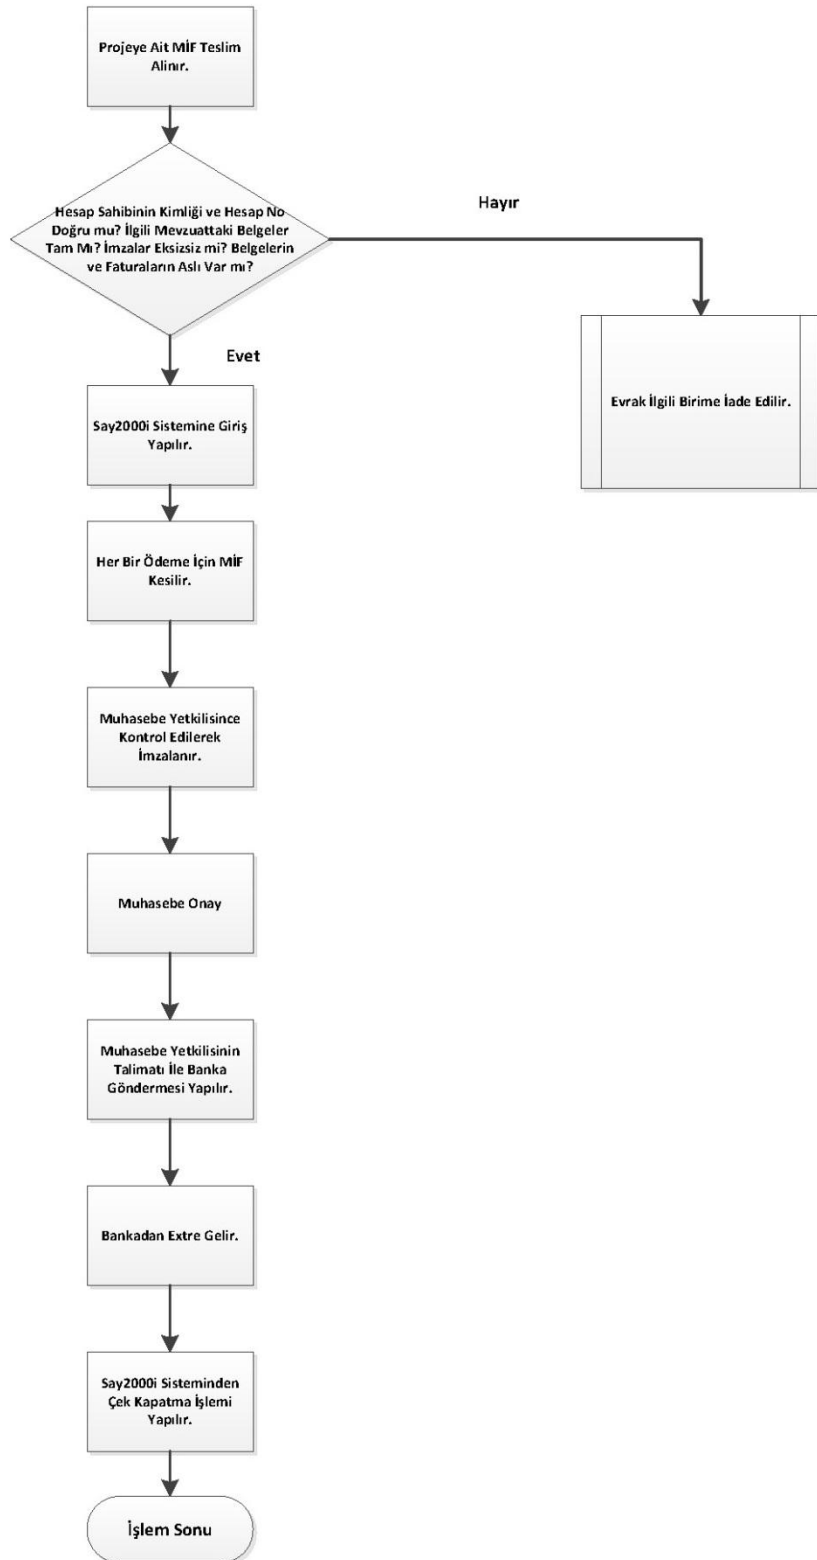 Projeye Ait MİF Teslim
Alınır.
Hesap Sahibinin Kimliği ve Hesap No
Doğru mu? İlgili Mevzuattaki Belgeler
Tam Mı? İmzalar Eksizsiz mi? Belgelerin
ve Faturaların Aslı Var mı?
Hayır
Evet
Evrak İlgili Birime İade Edilir.
Say2000i Sistemine Giriş
Yapılır.
Her Bir Ödeme İçin MİF
Kesilir.
Muhasebe Yetkilisince
Kontrol Edilerek
İmzalanır.
Muhasebe Onay
Muhasebe Yetkilisinin
Talimatı İle Banka
Göndermesi Yapılır.
Bankadan Extre Gelir.
Say2000i Sisteminden
Çek Kapatma İşlemi
Yapılır.
İşlem Sonu